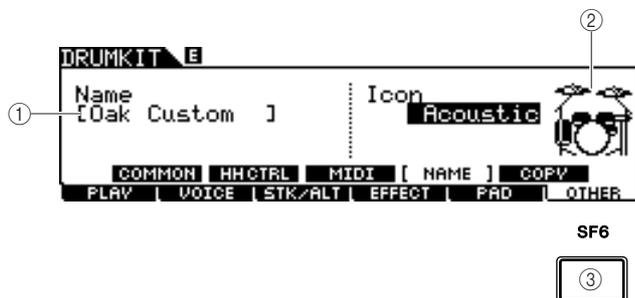 ②
DRUMKIT E
Name
Icon
① [Oak Custom ]
Acoustic
COMMON HHCTRL MIDI [ NAME ] COPY
PLAY VOICE STK/ALT EFFECT PAD OTHER
SF6
③